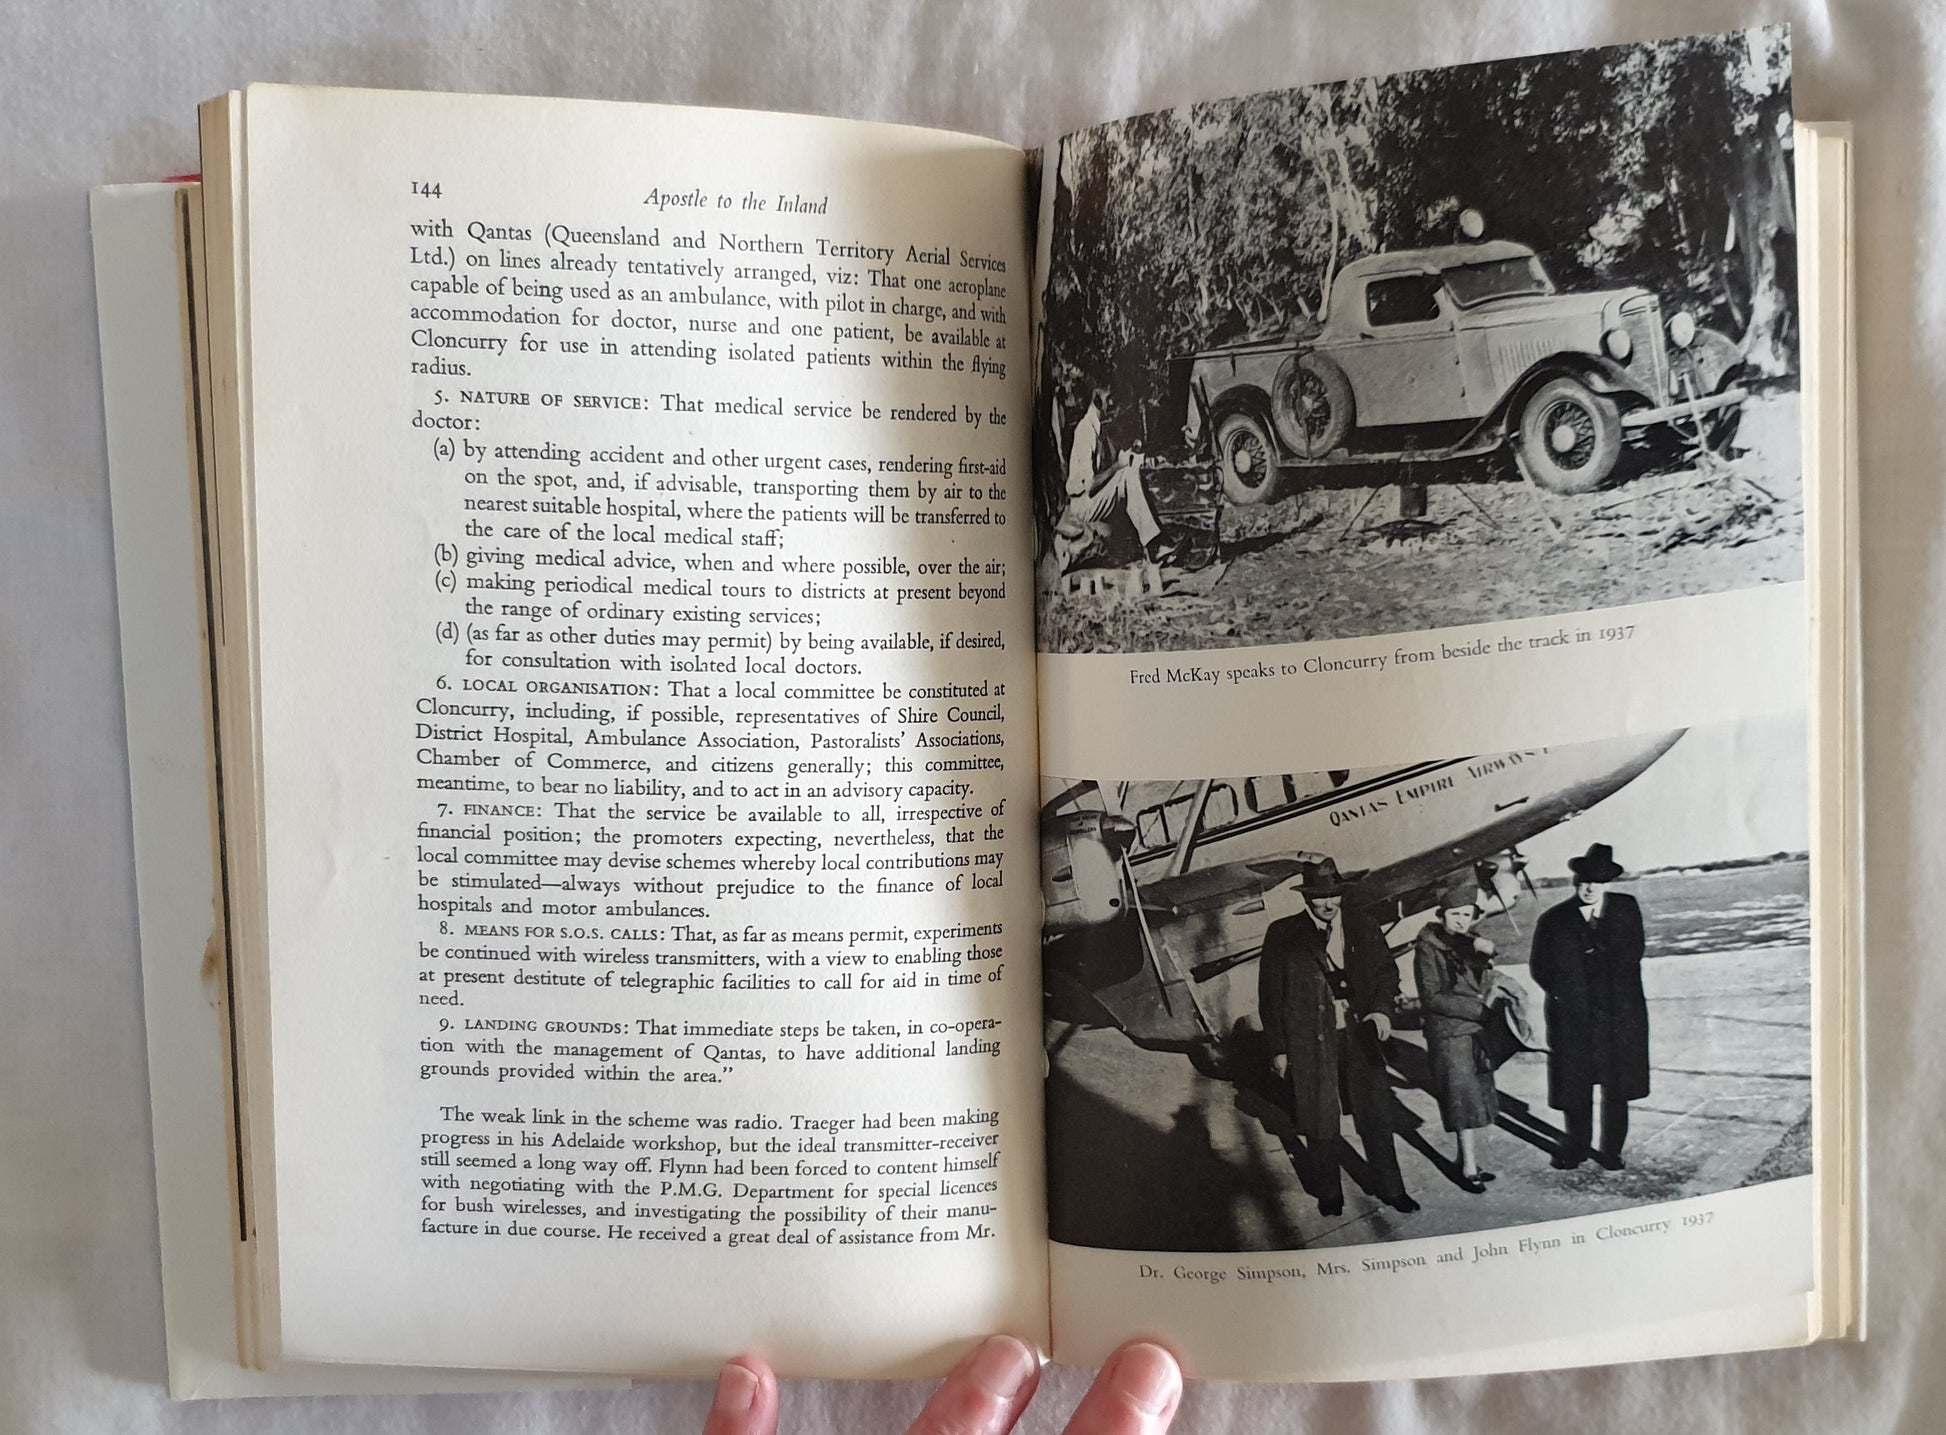 144
Apostle to the Inland
with Qantas (Queensland and Northern Territory Aerial Services
Ltd.) on lines already tentatively arranged, viz: That one aeroplane
capable of being used as an ambulance, with pilot in charge, and with
accommodation for doctor, nurse and one patient, be available at
Cloncurry for use in attending isolated patients within the flying
radius.
5. NATURE OF SERVICE: That medical service be rendered by the
doctor:
(a) by attending accident and other urgent cases, rendering first-aid
on the spot, and, if advisable, transporting them by air to the
nearest suitable hospital, where the patients will be transferred to
the care of the local medical staff;
(b) giving medical advice, when and where possible, over the air;
(c) making periodical medical tours to districts at present beyond
the range of ordinary existing services;
(d) (as far as other duties may permit) by being available, if desired,
for consultation with isolated local doctors.
6. LOCAL ORGANISATION: That a local committee be constituted at
Cloncurry, including, if possible, representatives of Shire Council,
District Hospital, Ambulance Association, Pastoralists' Associations,
Chamber of Commerce, and citizens generally; this committee,
meantime, to bear no liability, and to act in an advisory capacity.
7. FINANCE: That the service be available to all, irrespective of
financial position; the promoters expecting, nevertheless, that the
local committee may devise schemes whereby local contributions may
be stimulated—always without prejudice to the finance of local
hospitals and motor ambulances.
8. MEANS FOR S.O.S. CALLS: That, as far as means permit, experiments
be continued with wireless transmitters, with a view to enabling those
at present destitute of telegraphic facilities to call for aid in time of
need.
9. LANDING GROUNDS: That immediate steps be taken, in co-opera-
tion with the management of Qantas, to have additional landing
grounds provided within the area."
The weak link in the scheme was radio. Traeger had been making
progress in his Adelaide workshop, but the ideal transmitter-receiver
still seemed a long way off. Flynn had been forced to content himself
with negotiating with the P.M.G. Department for special licences
for bush wirelesses, and investigating the possibility of their manu-
facture in due course. He received a great deal of assistance from Mr.
Fred McKay speaks to Cloncurry from beside the track in 1937
QANTAS EMPIRE AIRWAYS
Dr. George Simpson, Mrs. Simpson and John Flynn in Cloncurry 1937